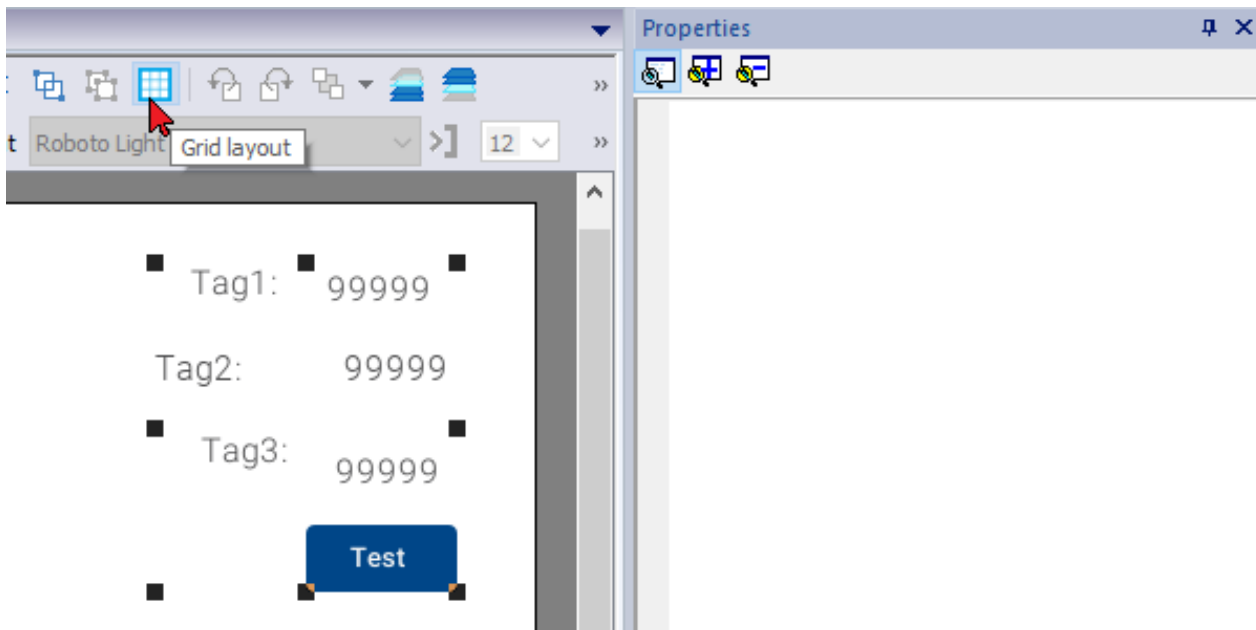 Properties
t Roboto Light 12
Grid layout
Tag1: 99999
Tag2: 99999
Tag3: 99999
Test